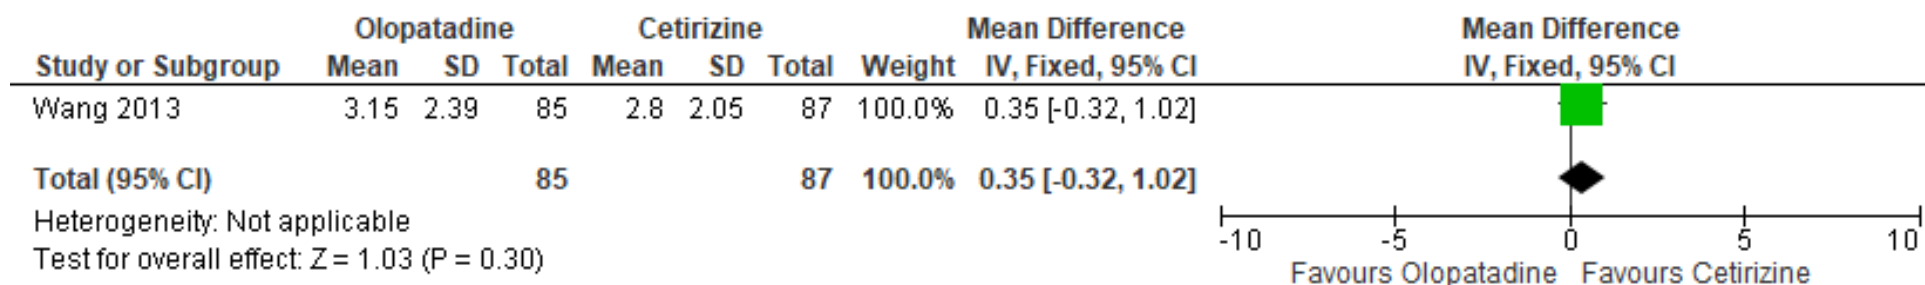 Olopatadine Cetirizine Mean Difference Mean Difference
Study or Subgroup Mean SD Total Mean SD Total Weight IV, Fixed, 95% CI IV, Fixed, 95% CI
Wang 2013 3.15 2.39 85 2.8 2.05 87 100.0% 0.35 [-0.32, 1.02]
Total (95% CI) 85 87 100.0% 0.35 [-0.32, 1.02]
Heterogeneity: Not applicable
Test for overall effect: Z = 1.03 (P = 0.30)
-10 -5 0 5 10
Favours Olopatadine Favours Cetirizine